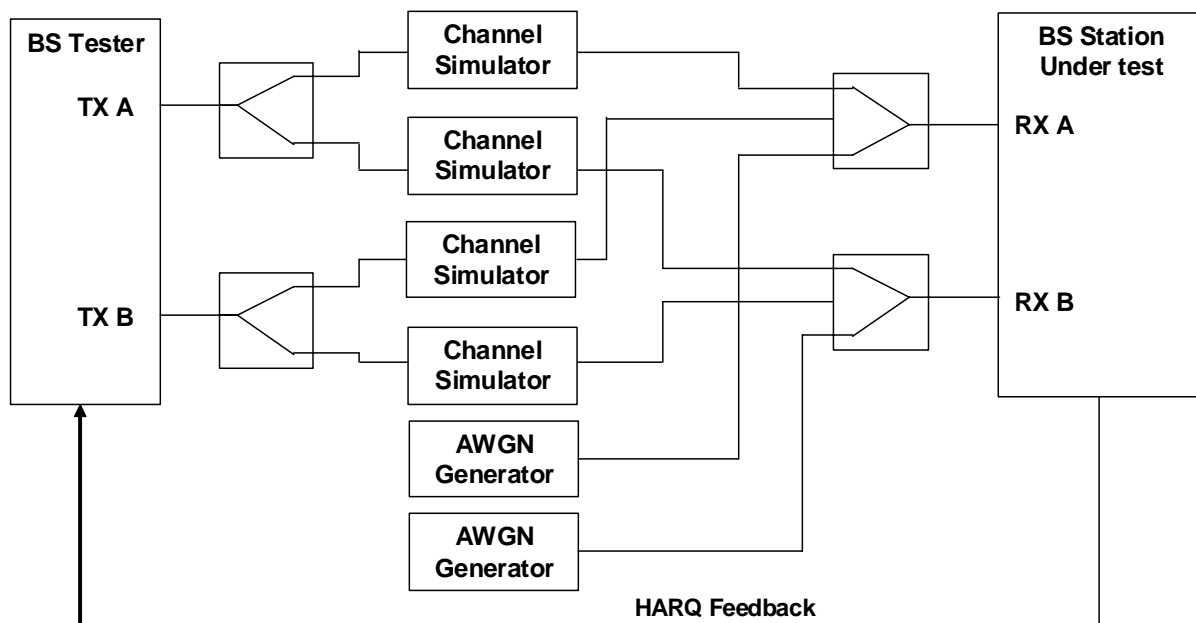 BS Tester
TX A
TX B
Channel
Simulator
Channel
Simulator
Channel
Simulator
Channel
Simulator
AWGN
Generator
AWGN
Generator
BS Station
Under test
RX A
RX B
HARQ Feedback